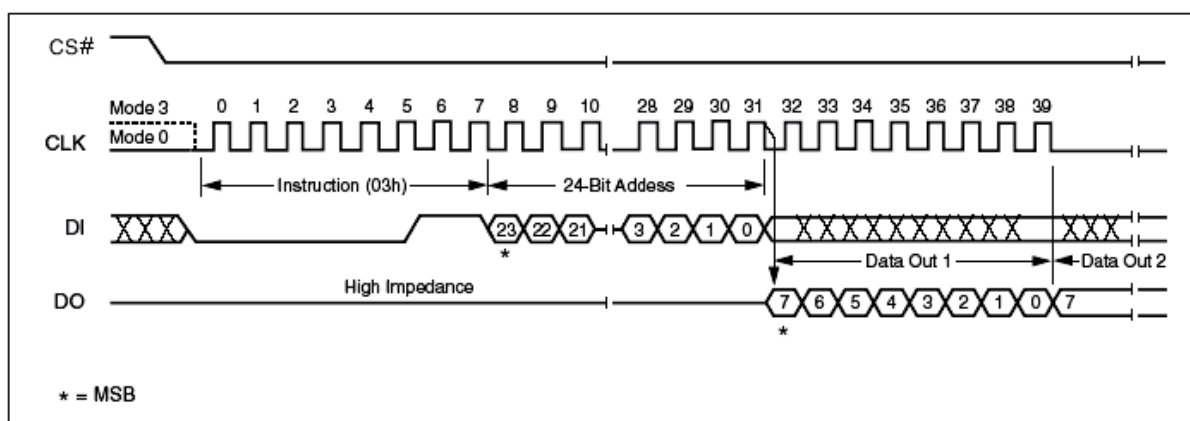 CS#
Mode 3 0 1 2 3 4 5 6 7 8 9 10 28 29 30 31 32 33 34 35 36 37 38 39
CLK Mode 0
Instruction (03h) 24-Bit Addess
DI 23 22 21 3 2 1 0
* Data Out 1 Data Out 2
High Impedance
DO 7 6 5 4 3 2 1 0 7
*
* = MSB